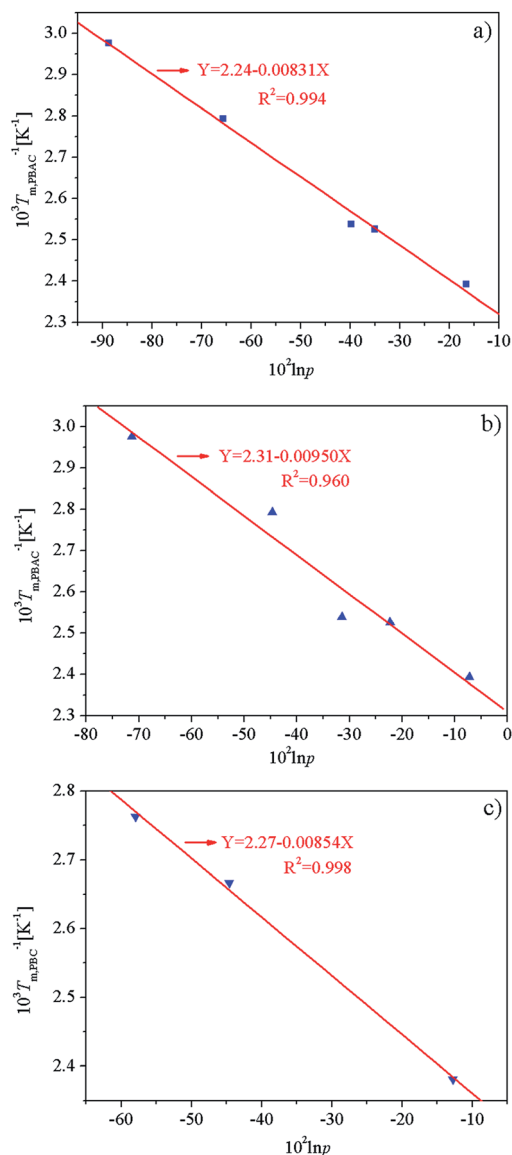 a)
3.0
2.9
2.8
2.7
2.6
2.5
2.4
2.3
10³T_m,PBAC⁻¹[K⁻¹]
Y=2.24-0.00831X
R²=0.994
-90 -80 -70 -60 -50 -40 -30 -20 -10
10²lnp
b)
3.0
2.9
2.8
2.7
2.6
2.5
2.4
2.3
10³T_m,PBAC⁻¹[K⁻¹]
Y=2.31-0.00950X
R²=0.960
-80 -70 -60 -50 -40 -30 -20 -10 0
10²lnp
c)
2.8
2.7
2.6
2.5
2.4
10³T_m,PBC⁻¹[K⁻¹]
Y=2.27-0.00854X
R²=0.998
-60 -50 -40 -30 -20 -10
10²lnp